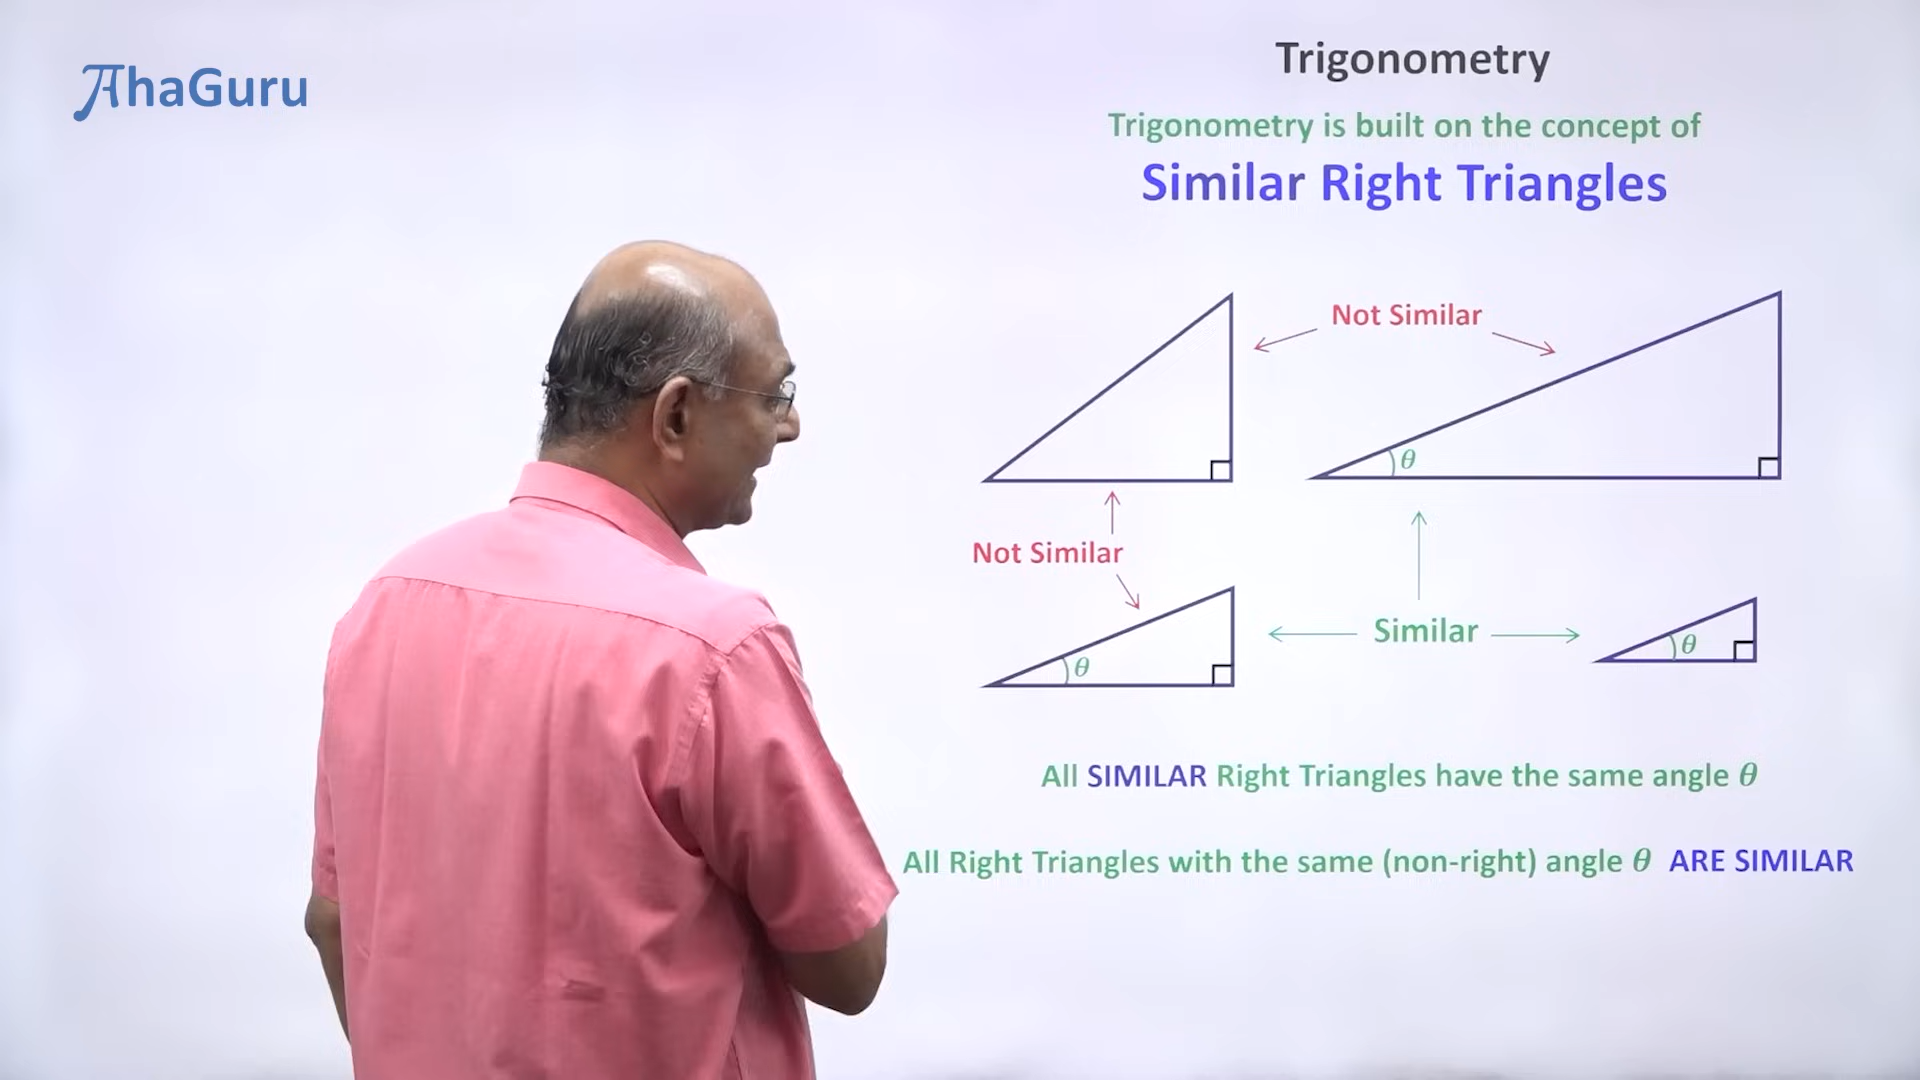 AhaGuru
Trigonometry
Trigonometry is built on the concept of
Similar Right Triangles
Not Similar
θ
Not Similar
Similar
θ
θ
All SIMILAR Right Triangles have the same angle θ
All Right Triangles with the same (non-right) angle θ ARE SIMILAR